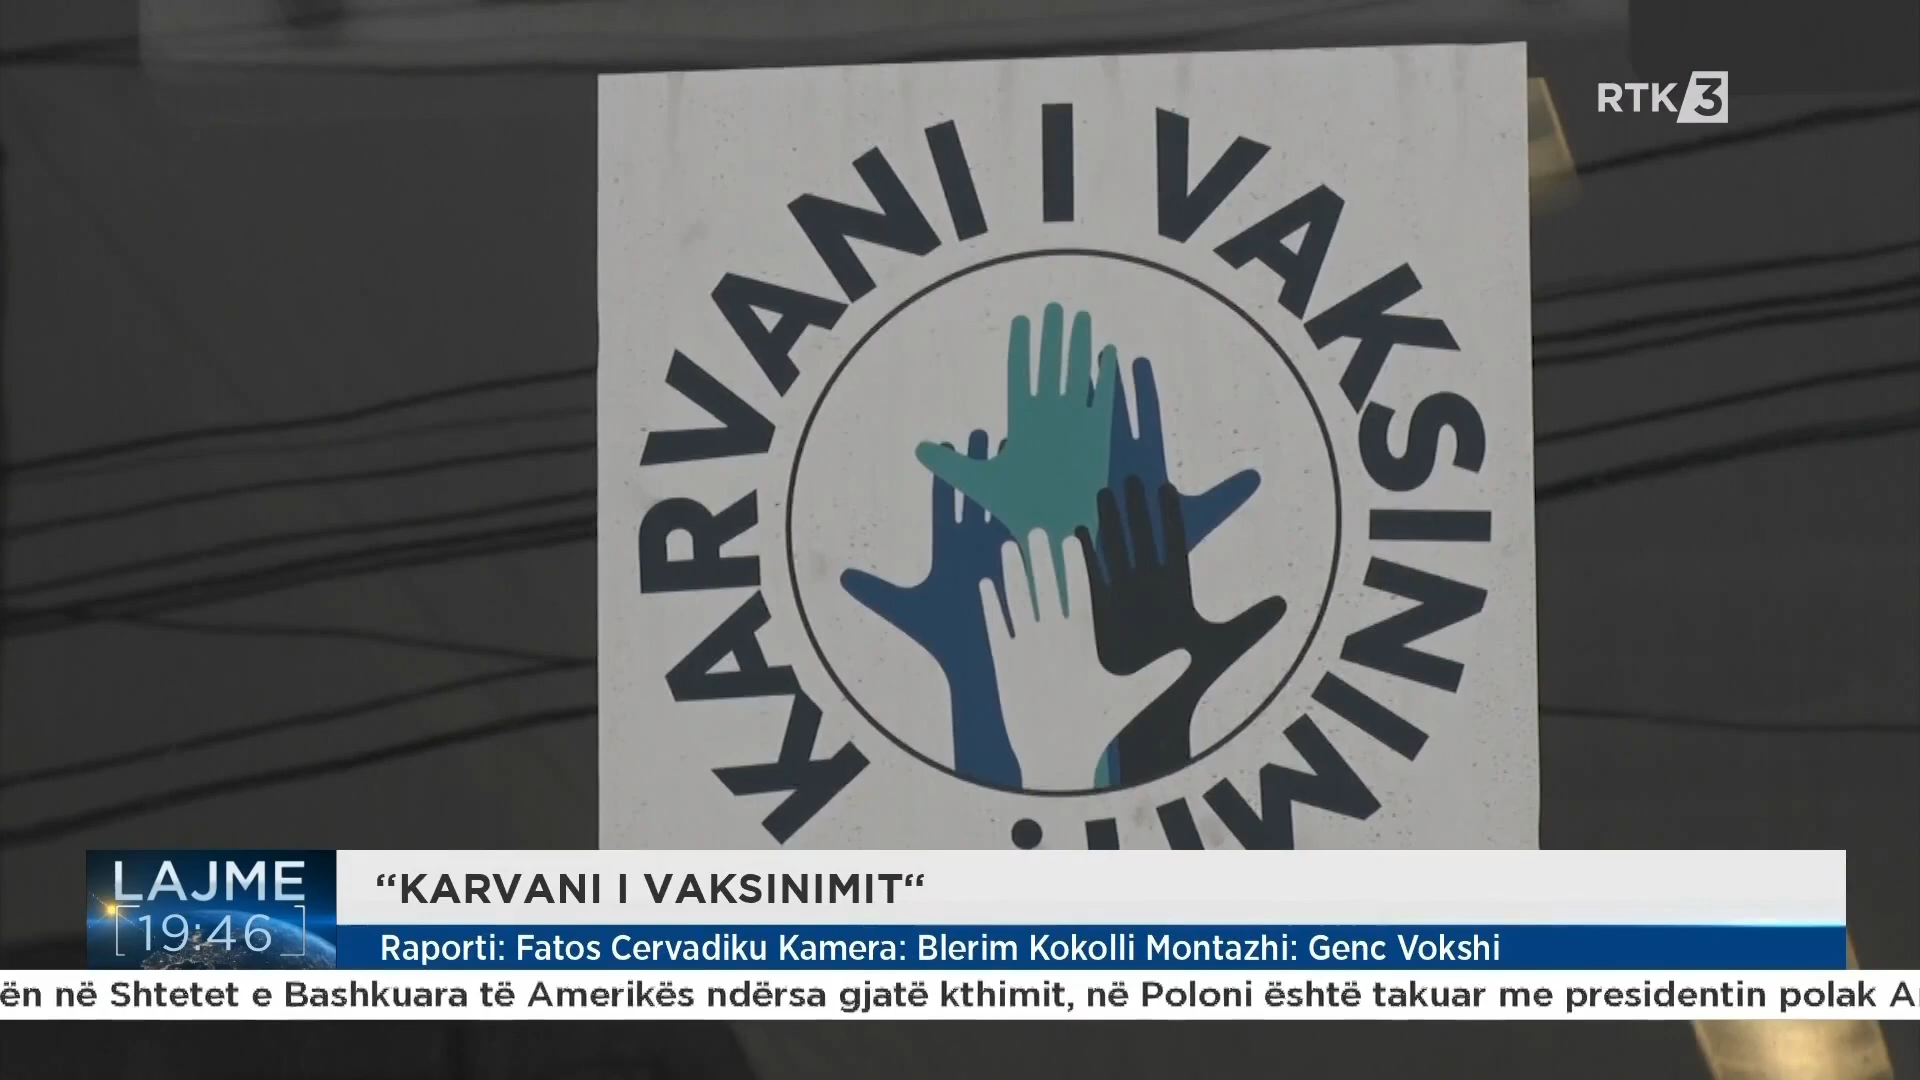 RTK 3
KARVANI I VAKSINIMIT
LAJME
19:46
“KARVANI I VAKSINIMIT“
Raporti: Fatos Cervadiku Kamera: Blerim Kokolli Montazhi: Genc Vokshi
ën në Shtetet e Bashkuara të Amerikës ndërsa gjatë kthimit, në Poloni është takuar me presidentin polak